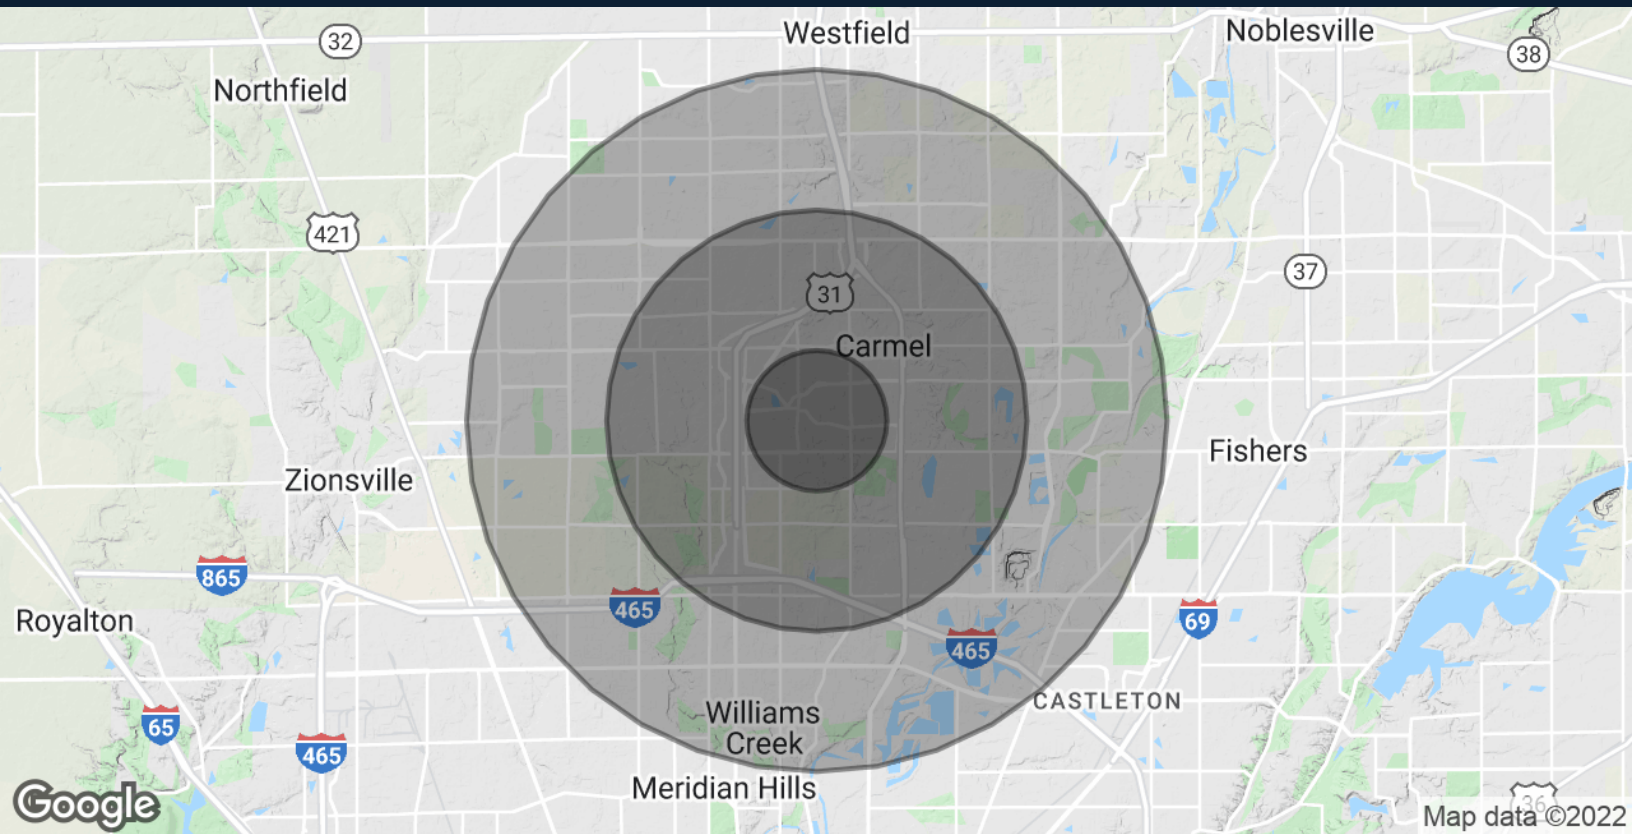 Westfield
Noblesville
32
38
Northfield
421
37
31
Carmel
Fishers
Zionsville
865
465
Royalton
69
465
CASTLETON
Williams
Creek
65
465
Meridian Hills
36
Google
Map data ©2022